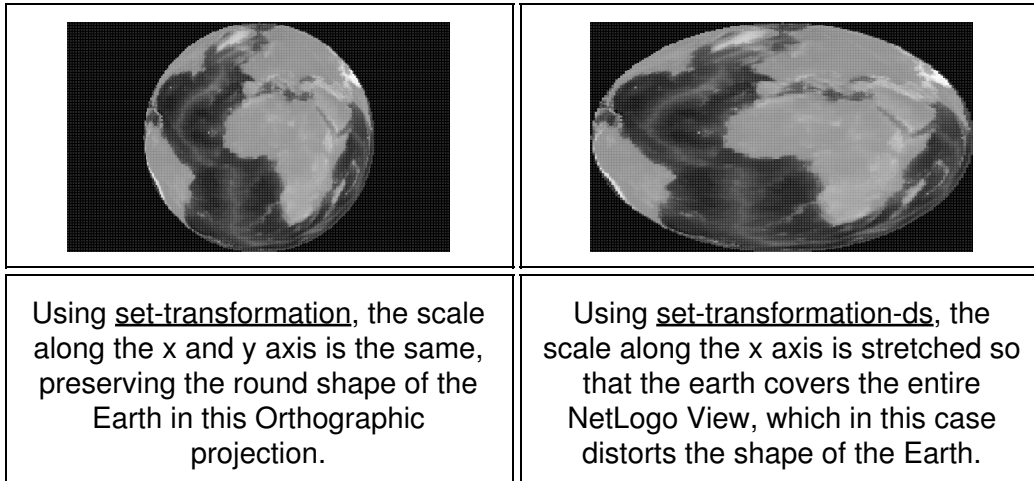 Using set-transformation, the scale
along the x and y axis is the same,
preserving the round shape of the
Earth in this Orthographic
projection.
Using set-transformation-ds, the
scale along the x axis is stretched so
that the earth covers the entire
NetLogo View, which in this case
distorts the shape of the Earth.